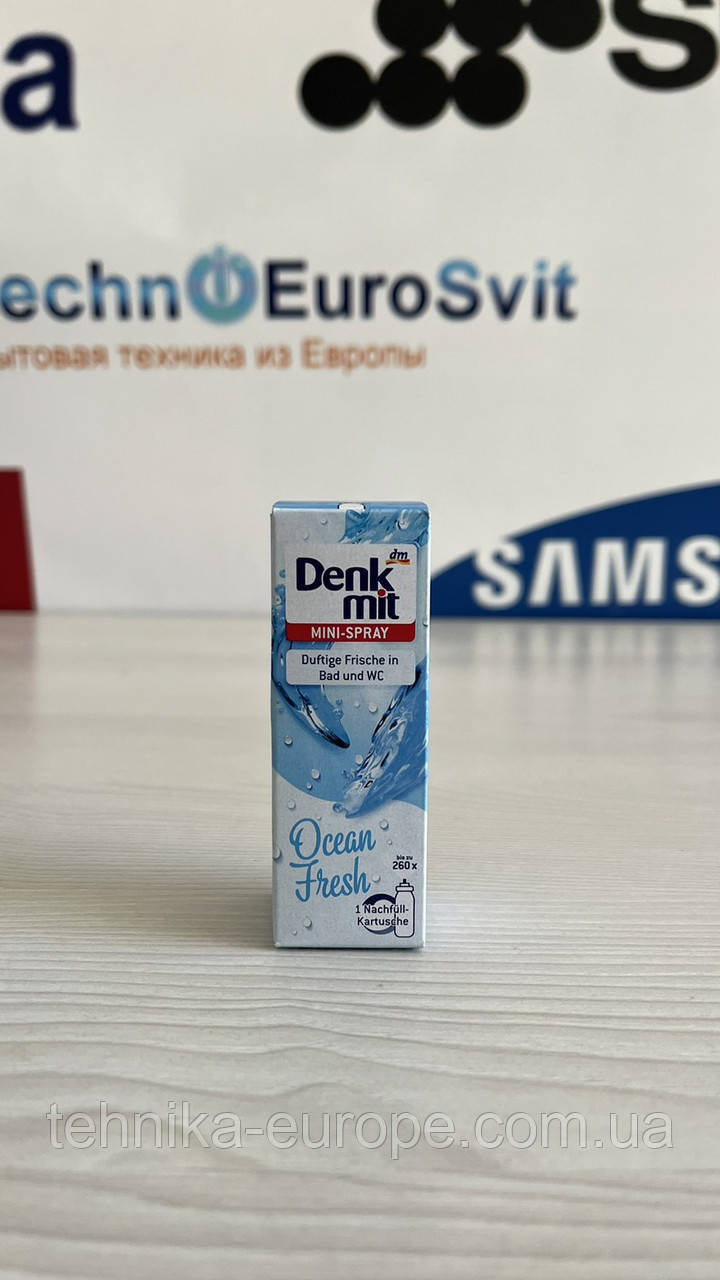 a
S
echn EuroSvit
ытовая техника из Европы
SAMS
dm
Denk
mit
MINI-SPRAY
Duftige Frische in
Bad und WC
Ocean
Fresh
bis zu
260 x
1 Nachfüll-
Kartusche
tehnika-europe.com.ua